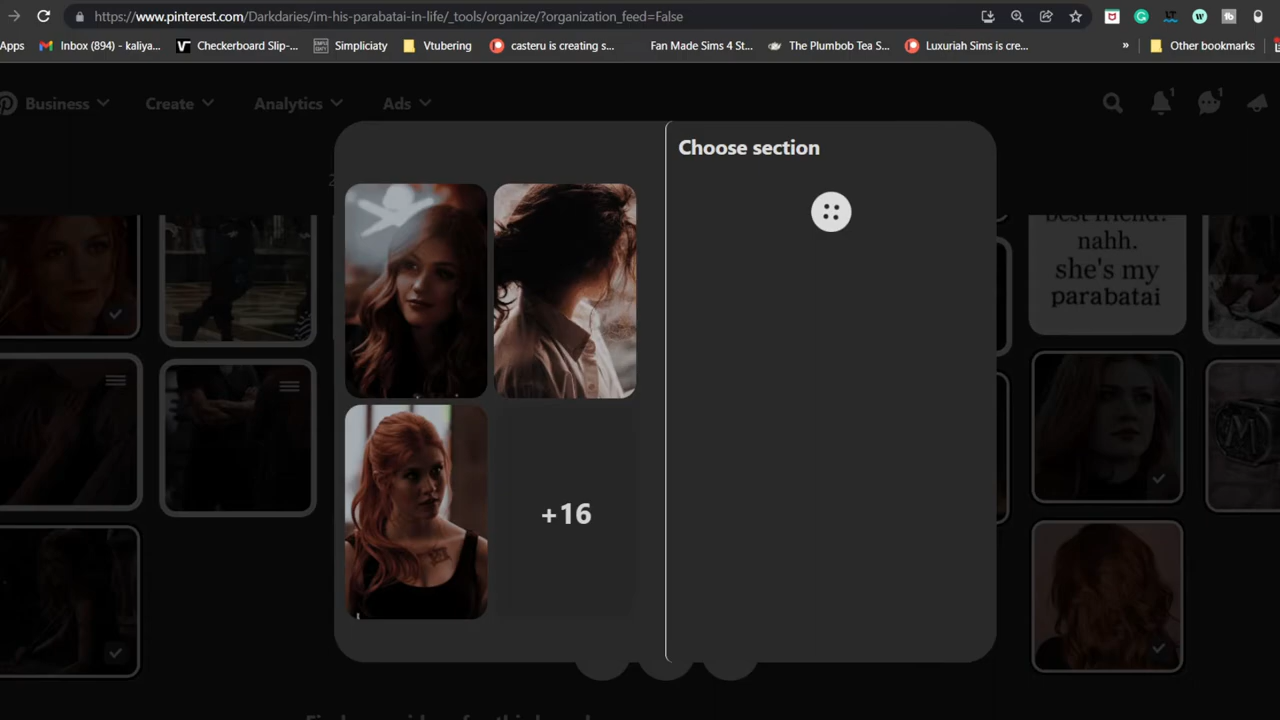 https://www.pinterest.com/Darkdaries/im-his-parabatai-in-life/_tools/organize/?organization_feed=False
Apps
Inbox (894) - kaliya...
Checkerboard Slip-...
Simpliciaty
Vtubering
casteru is creating s...
Fan Made Sims 4 St...
The Plumbob Tea S...
Luxuriah Sims is cre...
»
Other bookmarks
Business
Create
Analytics
Ads
1
1
Choose section
nahh.
she's my
parabatai
M
+16